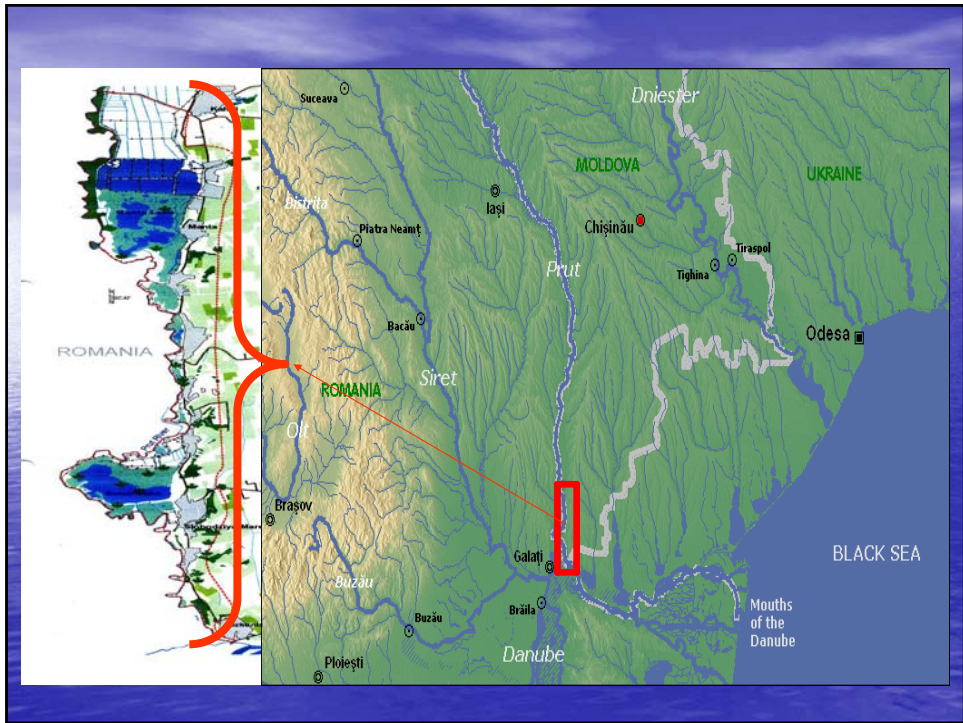 ROMANIA
Suceava
Dniester
MOLDOVA
UKRAINE
Bistrita
Iași
Chișinău
Piatra Neamț
Tiraspol
Tighina
Prut
Bacău
Odesa
Siret
ROMANIA
Olt
Brașov
Galați
BLACK SEA
Buzău
Brăila
Mouths
of the
Danube
Buzău
Danube
Ploiești